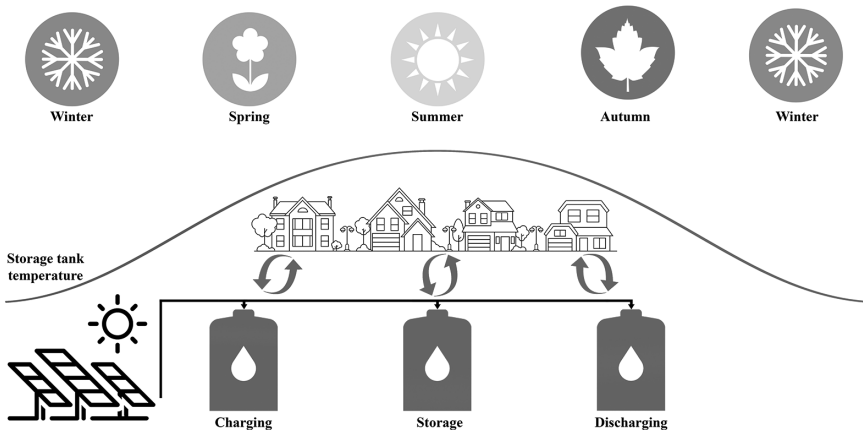 Winter
Spring
Summer
Autumn
Winter
Storage tank
temperature
Charging
Storage
Discharging